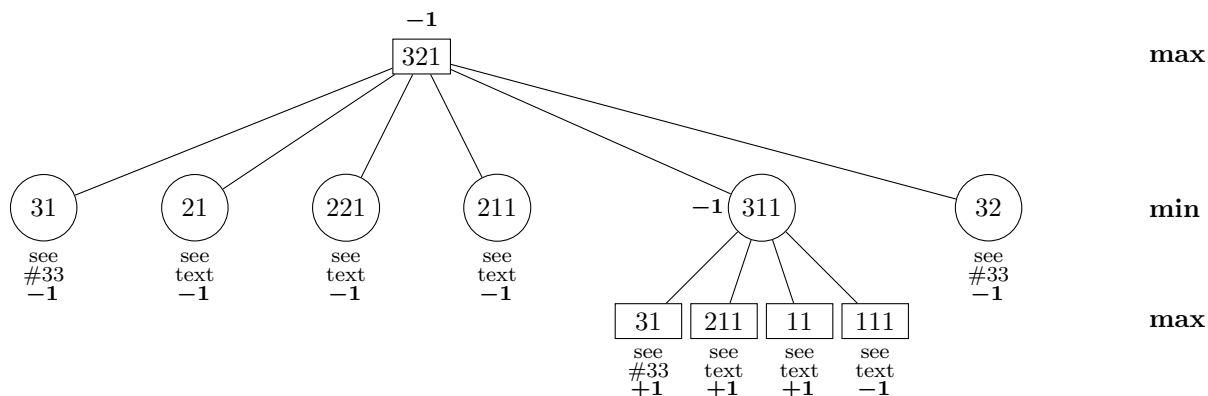 −1
321 max
31 21 221 211 −1 311 32 min
see see see see see
#33 text text text #33
−1 −1 −1 −1 −1
31 211 11 111 max
see see see see
#33 text text text
+1 +1 +1 −1